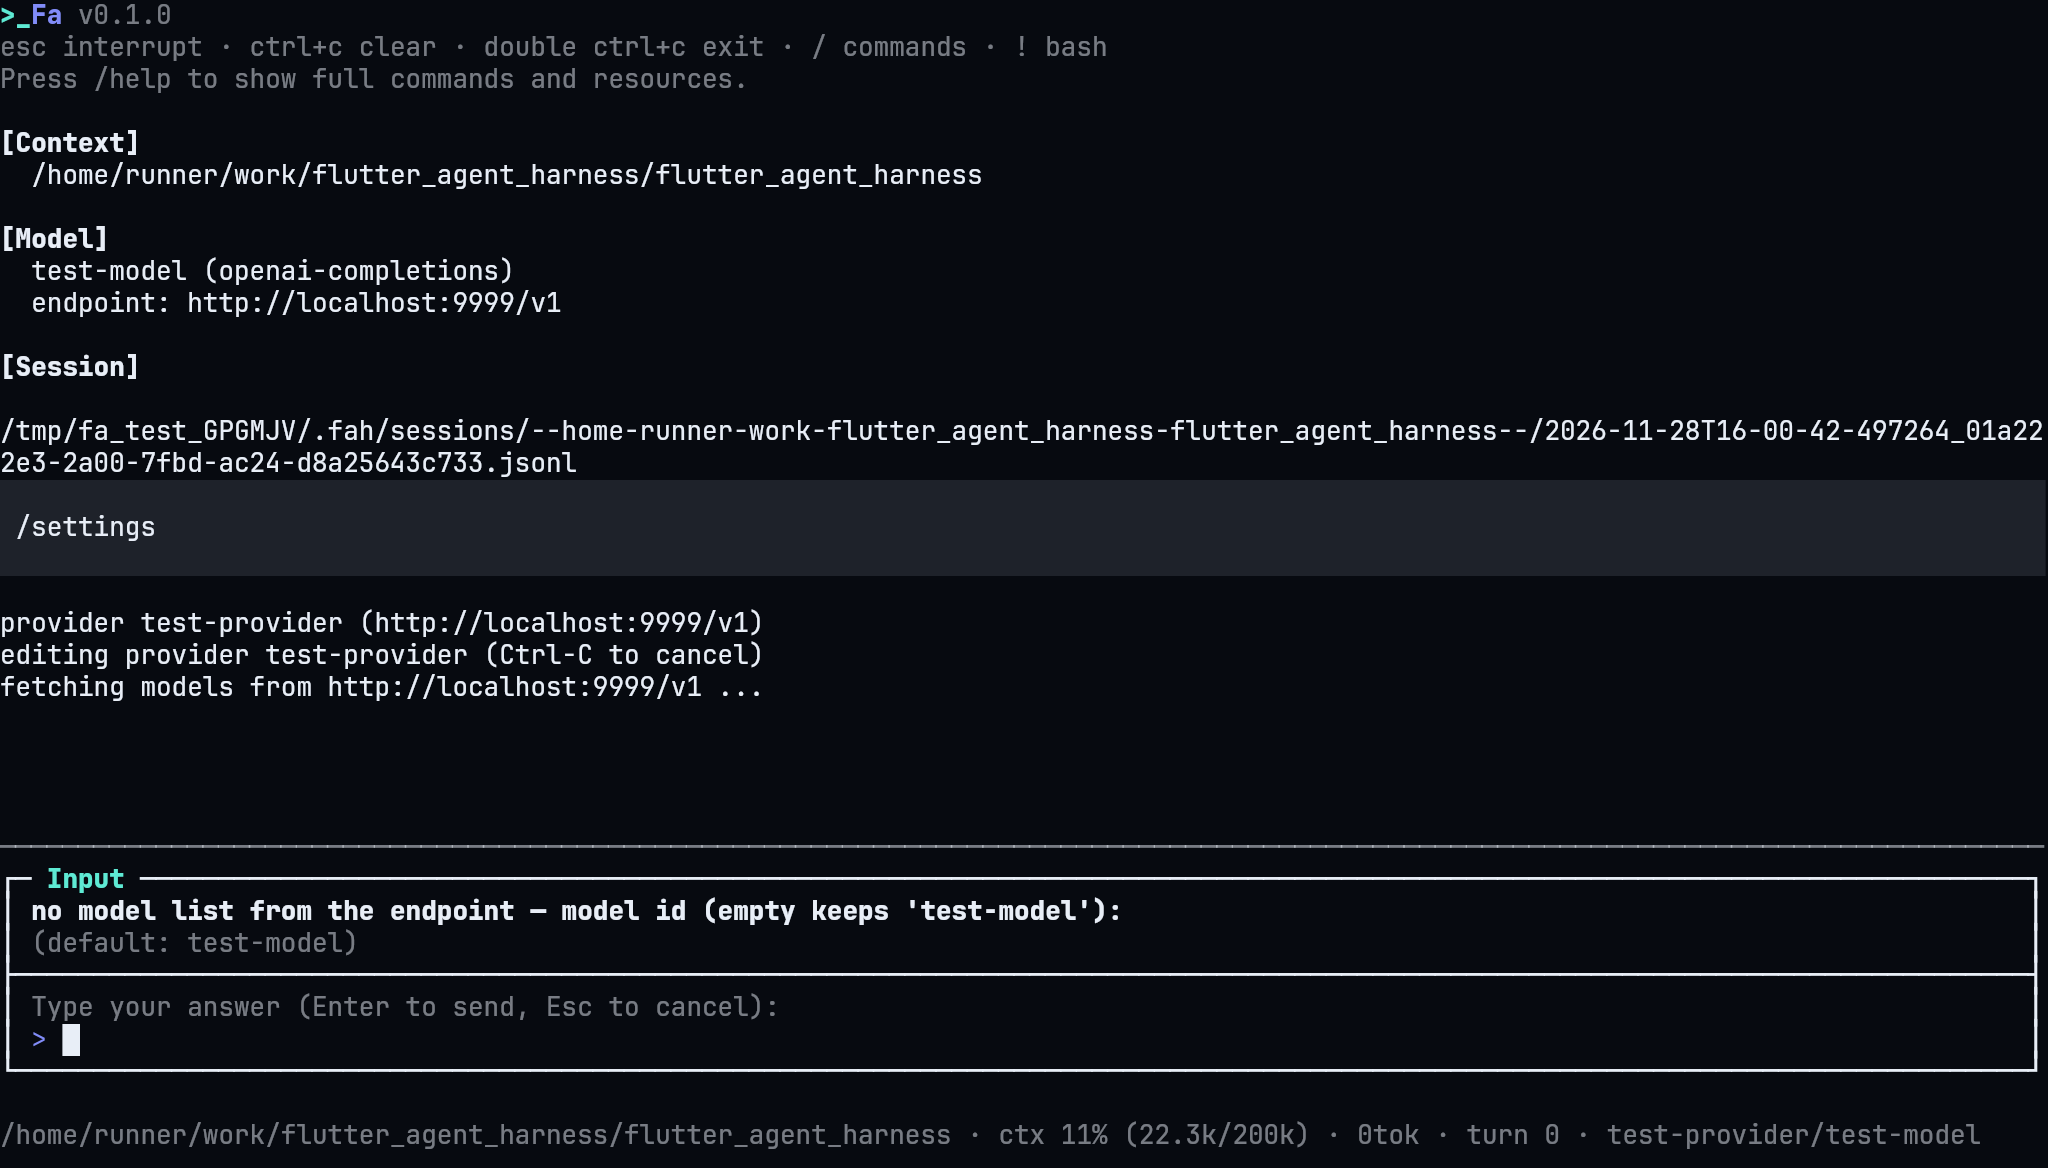 >_Fa v0.1.0
esc interrupt · ctrl+c clear · double ctrl+c exit · / commands · ! bash
Press /help to show full commands and resources.
[Context]
/home/runner/work/flutter_agent_harness/flutter_agent_harness
[Model]
test-model (openai-completions)
endpoint: http://localhost:9999/v1
[Session]
/tmp/fa_test_GPGMJV/.fah/sessions/--home-runner-work-flutter_agent_harness-flutter_agent_harness--/2026-11-28T16-00-42-497264_01a22
2e3-2a00-7fbd-ac24-d8a25643c733.jsonl
/settings
provider test-provider (http://localhost:9999/v1)
editing provider test-provider (Ctrl-C to cancel)
fetching models from http://localhost:9999/v1 ...
Input
no model list from the endpoint — model id (empty keeps 'test-model'):
(default: test-model)
Type your answer (Enter to send, Esc to cancel):
>
/home/runner/work/flutter_agent_harness/flutter_agent_harness · ctx 11% (22.3k/200k) · 0tok · turn 0 · test-provider/test-model